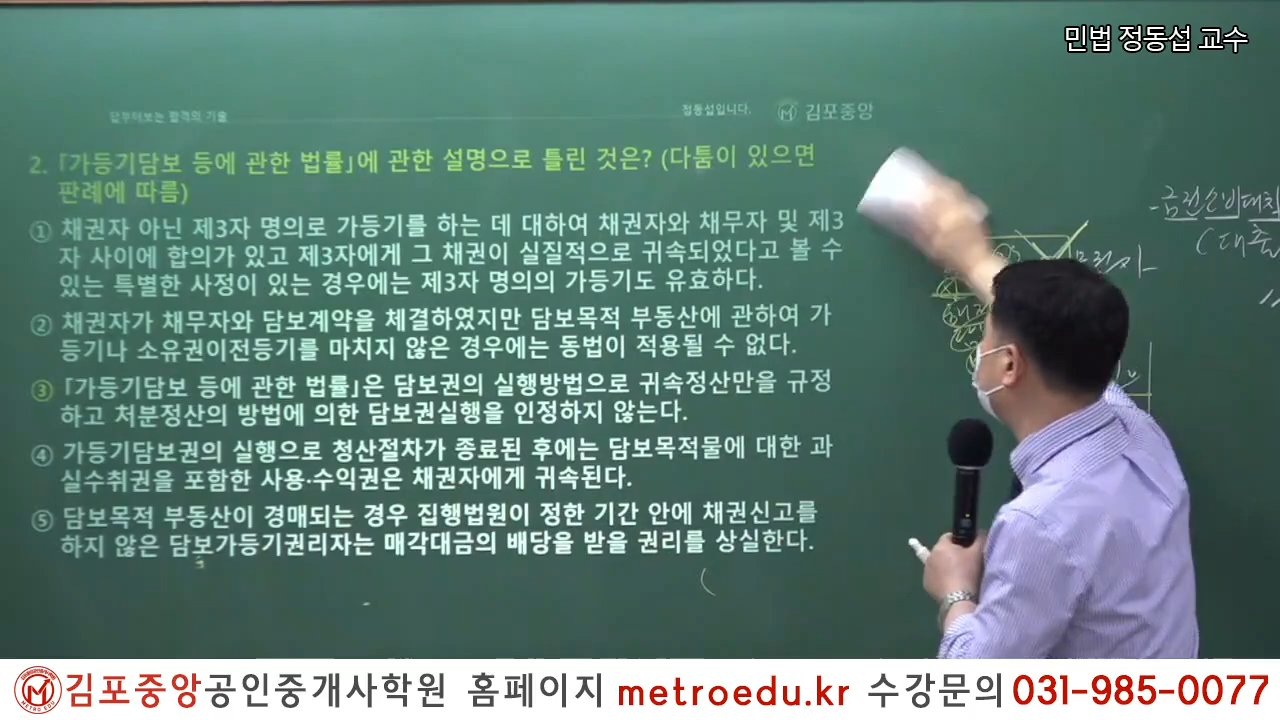 민법 정동섭 교수
답부터보는 합격의 기술
정동섭입니다. 김포중앙
2. 「가등기담보 등에 관한 법률」에 관한 설명으로 틀린 것은? (다툼이 있으면
판례에 따름)
① 채권자 아닌 제3자 명의로 가등기를 하는 데 대하여 채권자와 채무자 및 제3
자 사이에 합의가 있고 제3자에게 그 채권이 실질적으로 귀속되었다고 볼 수
있는 특별한 사정이 있는 경우에는 제3자 명의의 가등기도 유효하다.
② 채권자가 채무자와 담보계약을 체결하였지만 담보목적 부동산에 관하여 가
등기나 소유권이전등기를 마치지 않은 경우에는 동법이 적용될 수 없다.
③ 「가등기담보 등에 관한 법률」은 담보권의 실행방법으로 귀속정산만을 규정
하고 처분정산의 방법에 의한 담보권실행을 인정하지 않는다.
④ 가등기담보권의 실행으로 청산절차가 종료된 후에는 담보목적물에 대한 과
실수취권을 포함한 사용·수익권은 채권자에게 귀속된다.
⑤ 담보목적 부동산이 경매되는 경우 집행법원이 정한 기간 안에 채권신고를
하지 않은 담보가등기권리자는 매각대금의 배당을 받을 권리를 상실한다.
금전소비대차
(대출
김포중앙공인중개사학원 홈페이지 metroedu.kr 수강문의 031-985-0077
METRO EDU